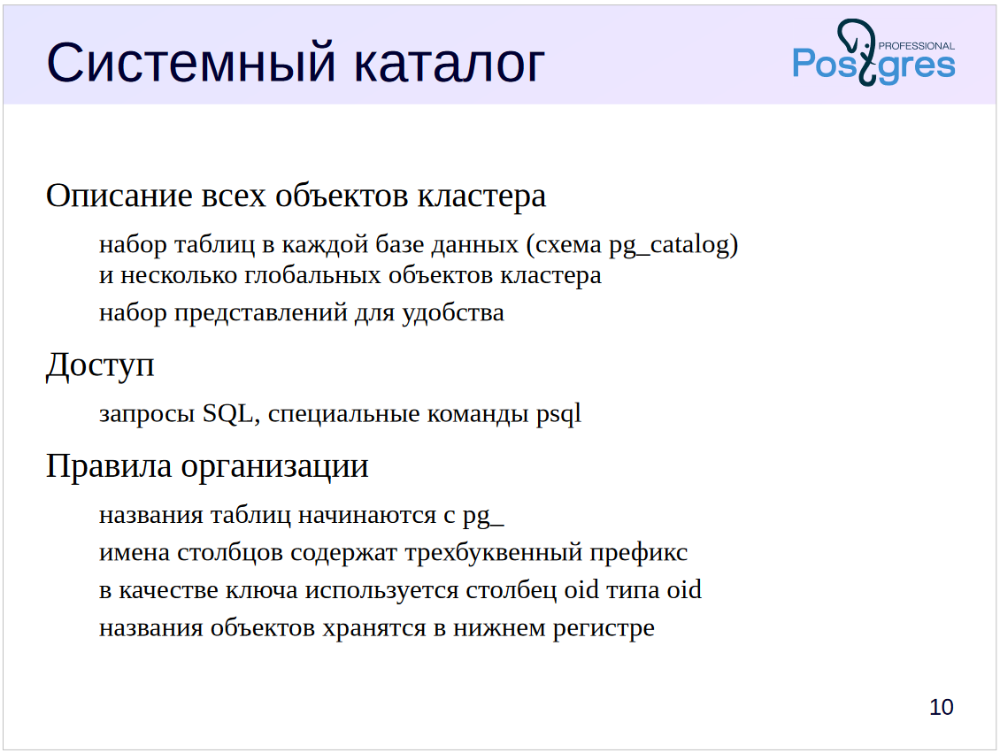 Системный каталог
PROFESSIONAL
Postgres
Описание всех объектов кластера
набор таблиц в каждой базе данных (схема pg_catalog)
и несколько глобальных объектов кластера
набор представлений для удобства
Доступ
запросы SQL, специальные команды psql
Правила организации
названия таблиц начинаются с pg_
имена столбцов содержат трехбуквенный префикс
в качестве ключа используется столбец oid типа oid
названия объектов хранятся в нижнем регистре
10